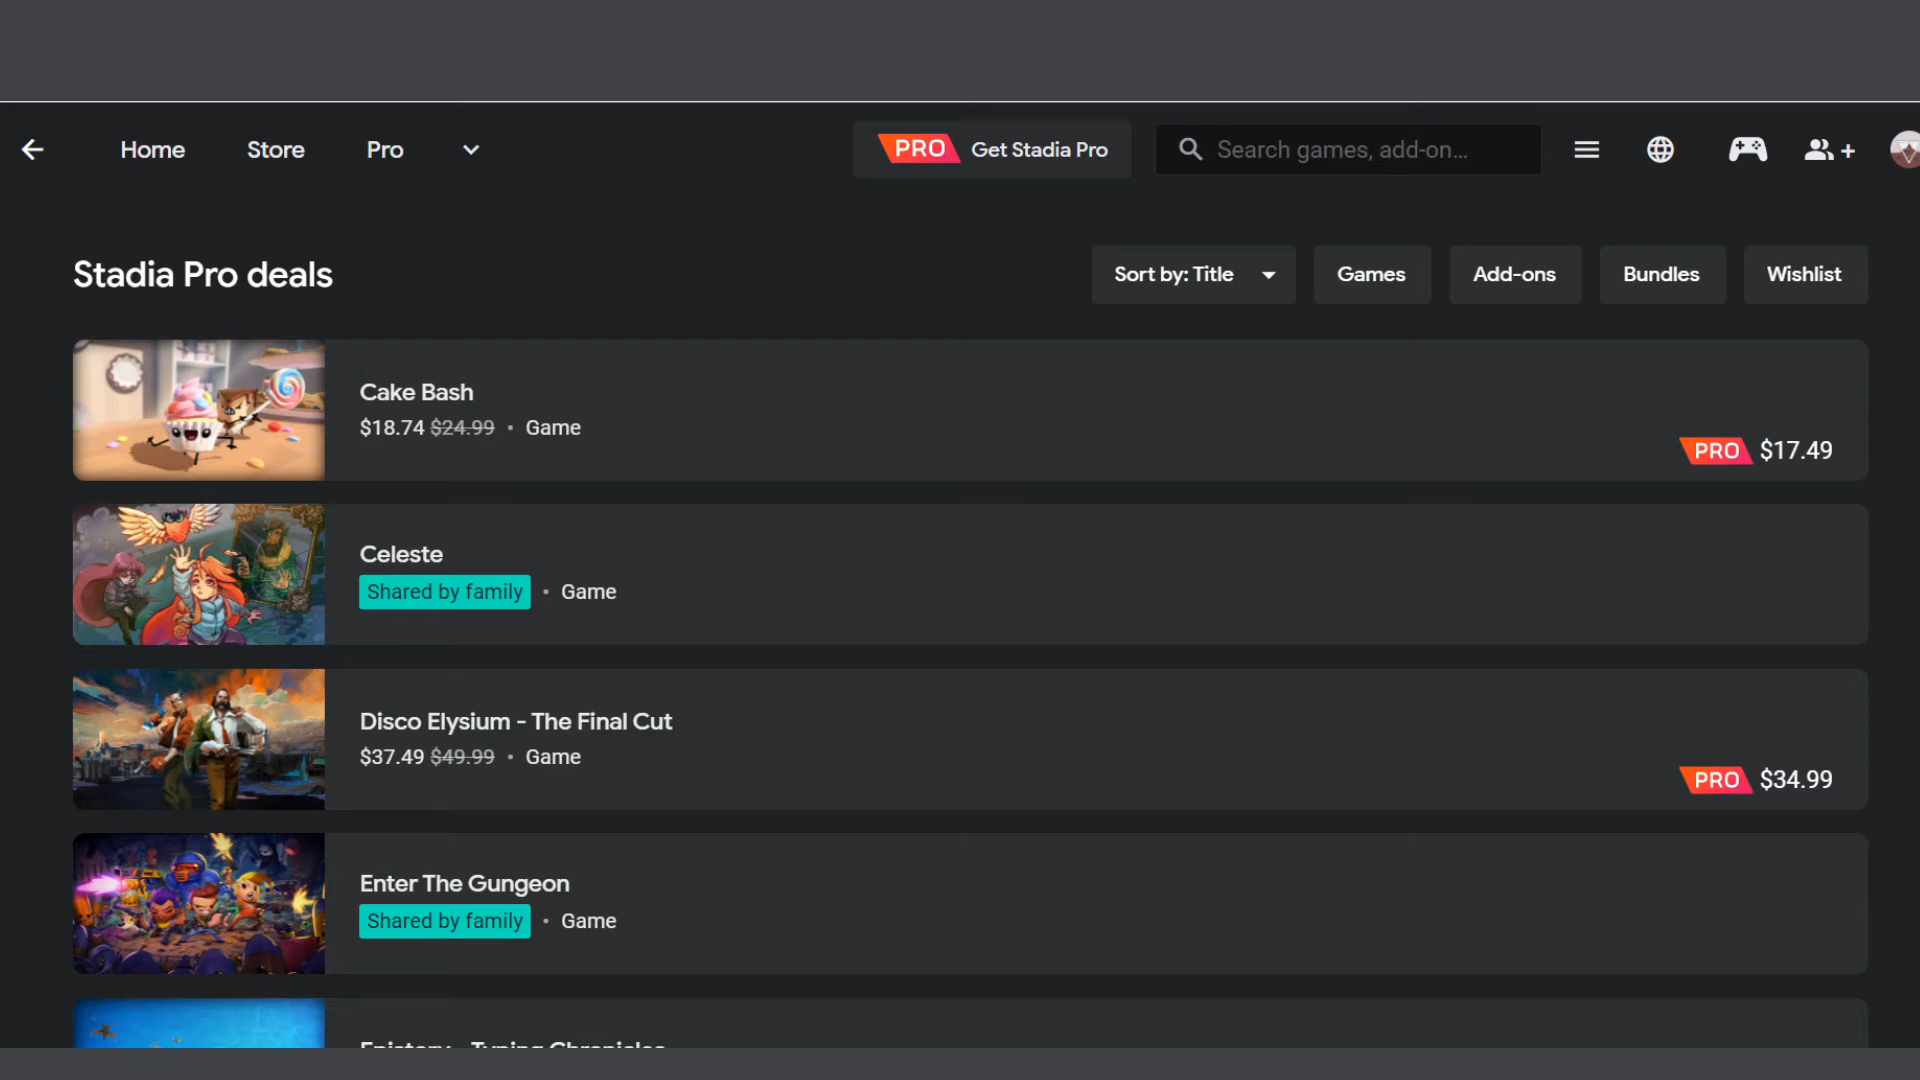 Home Store Pro
PRO Get Stadia Pro
Search games, add-on...
Stadia Pro deals
Sort by: Title Games Add-ons Bundles Wishlist
Cake Bash
$18.74 $24.99 • Game
PRO $17.49
Celeste
Shared by family • Game
Disco Elysium - The Final Cut
$37.49 $49.99 • Game
PRO $34.99
Enter The Gungeon
Shared by family • Game
Epistory - Typing Chronicles